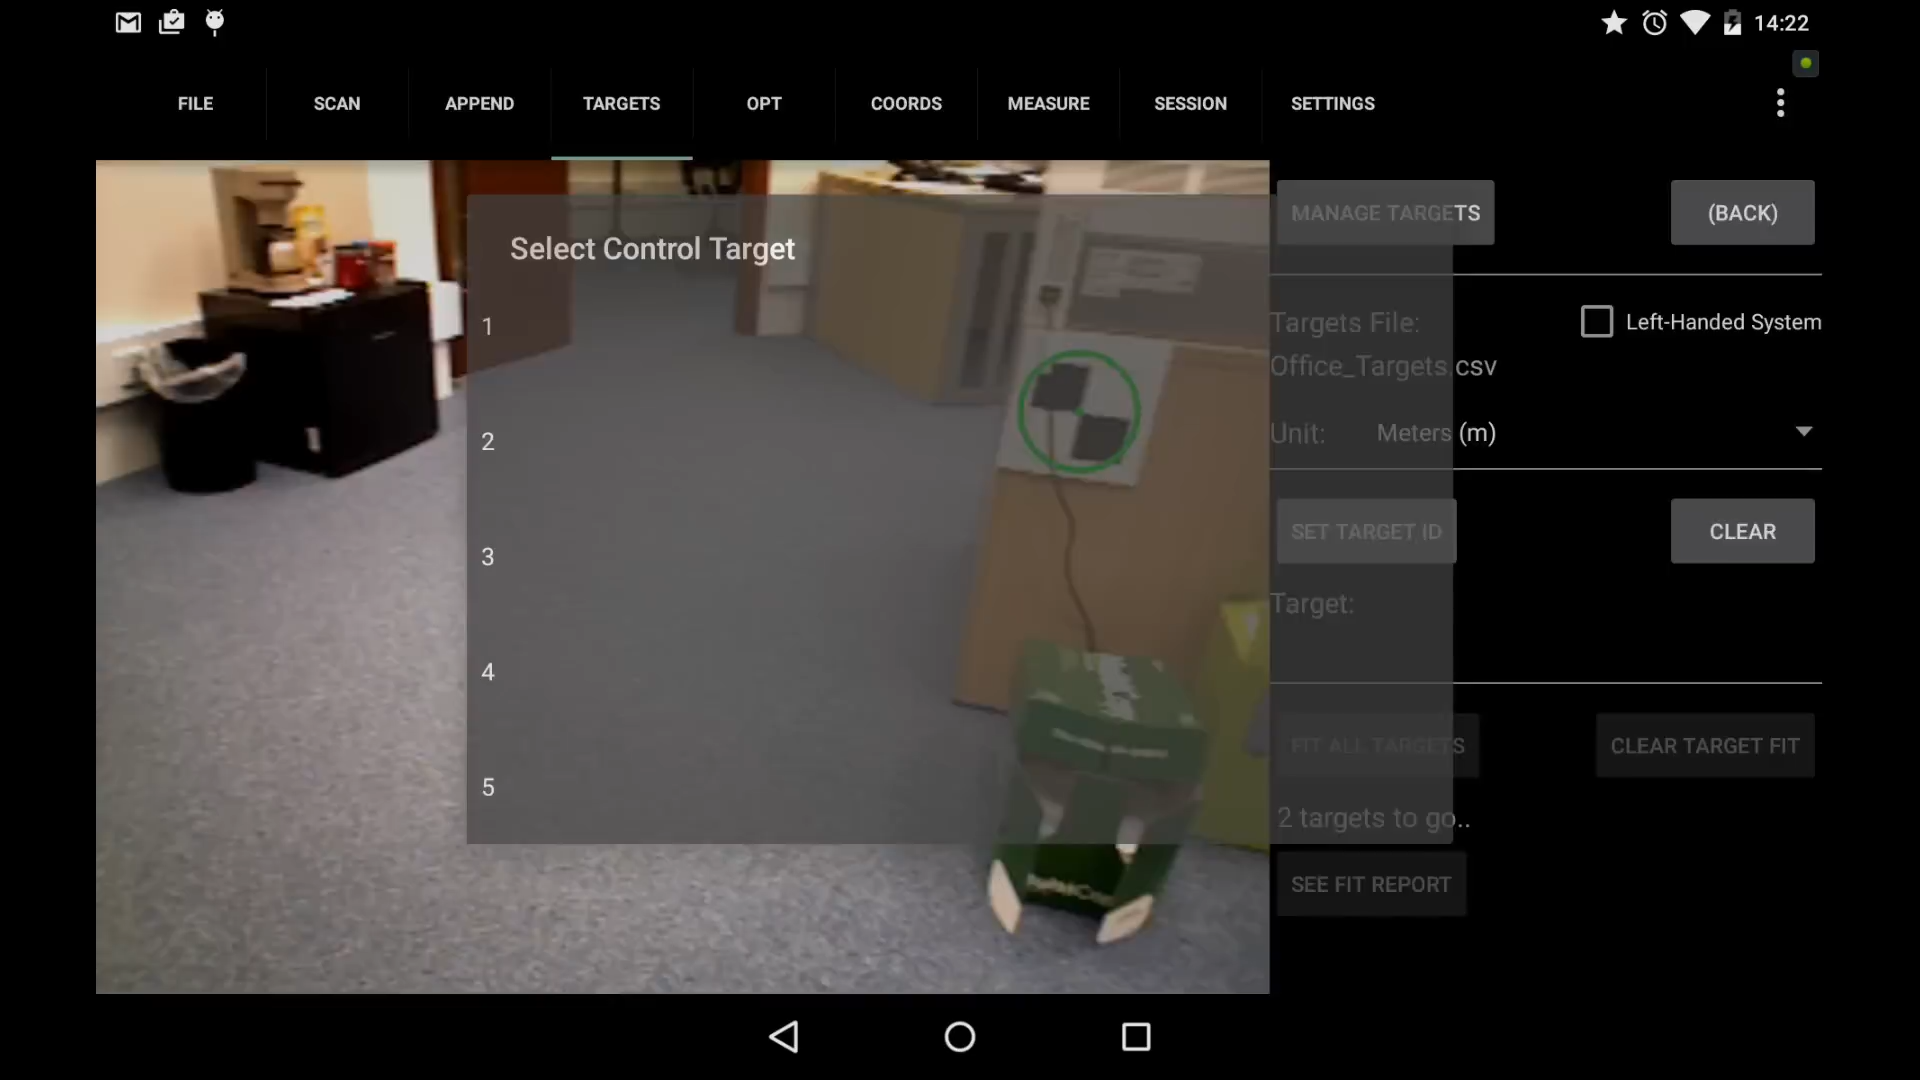 14:22
FILE SCAN APPEND TARGETS OPT COORDS MEASURE SESSION SETTINGS
MANAGE TARGETS (BACK)
Select Control Target
1
2
3
4
5
Targets File: Left-Handed System
Office_Targets.csv
Unit: Meters (m)
SET TARGET ID CLEAR
Target:
FIT ALL TARGETS CLEAR TARGET FIT
2 targets to go..
SEE FIT REPORT